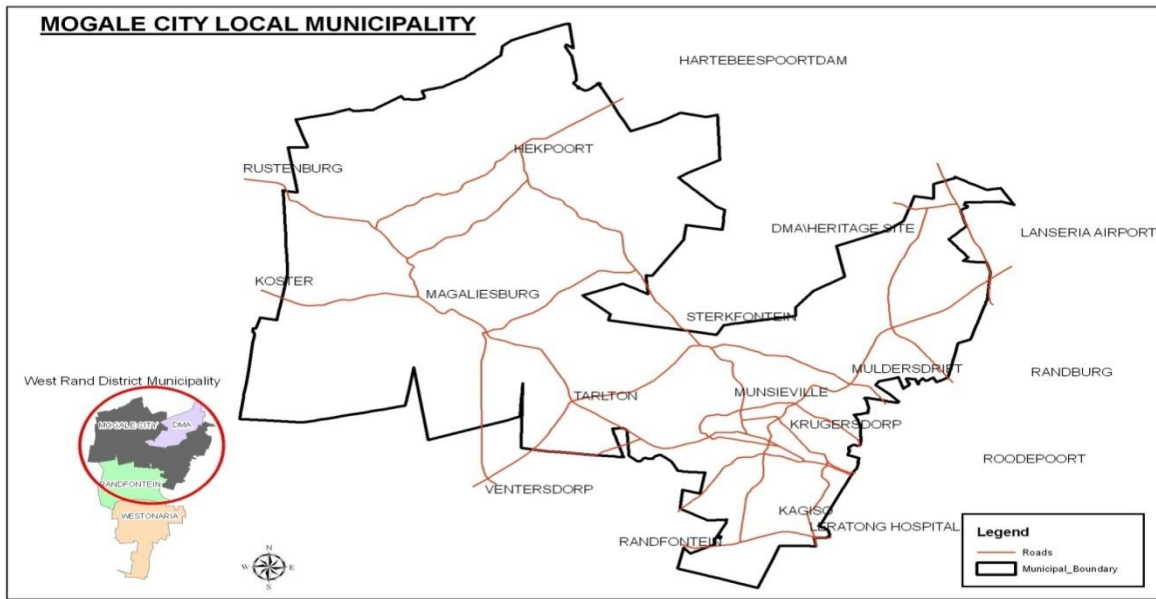 MOGALE CITY LOCAL MUNICIPALITY
HARTEBEESPOORTDAM
HEKPOORT
RUSTENBURG
DMA\HERITAGE SITE
LANSERIA AIRPORT
KOSTER
MAGALIESBURG
STERKFONTEIN
MULDERSDRIFT
RANDBURG
TARLTON
MUNSIEVILLE
KRUGERSDORP
ROODEPOORT
VENTERSDORP
KAGISO
LERATONG HOSPITAL
RANDFONTEIN
West Rand District Municipality
MOGALE CITY
DMA
RANDFONTEIN
WESTONARIA
N
W
E
S
Legend
Roads
Municipal_Boundary